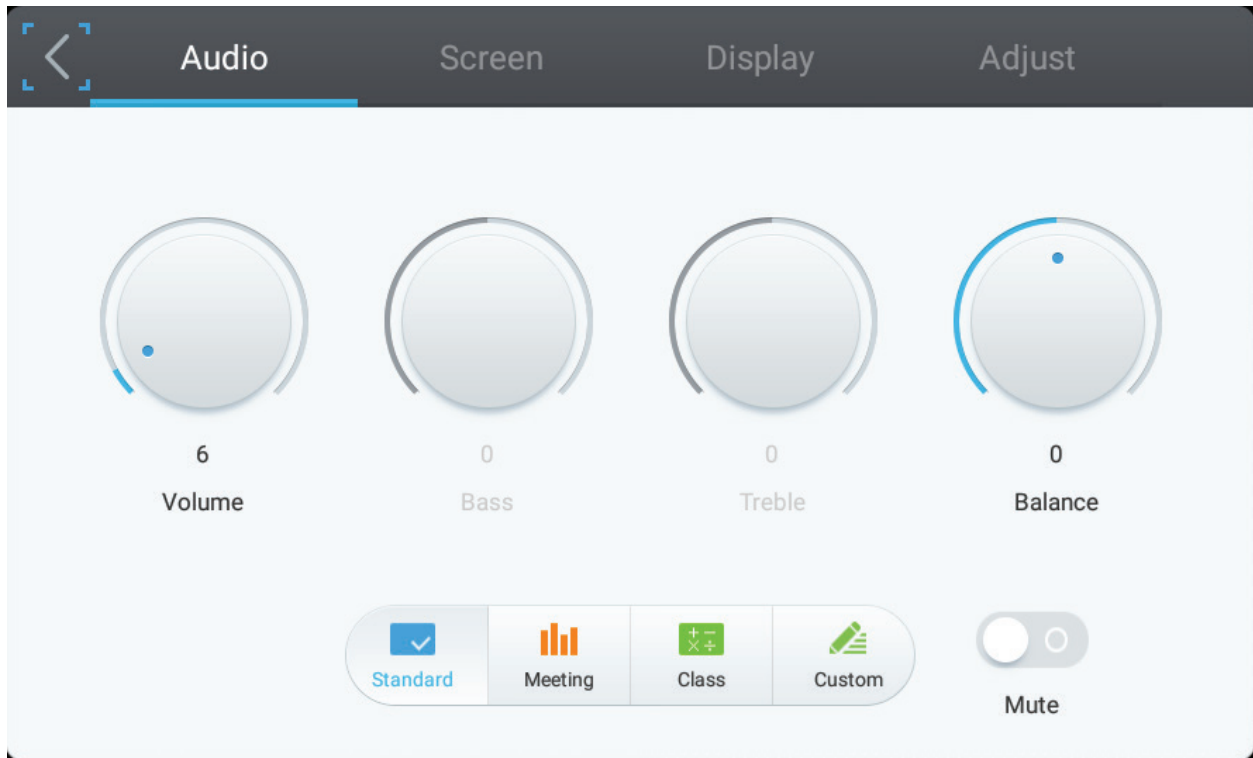 Audio Screen Display Adjust
6 0 0 0
Volume Bass Treble Balance
Standard Meeting Class Custom
Mute